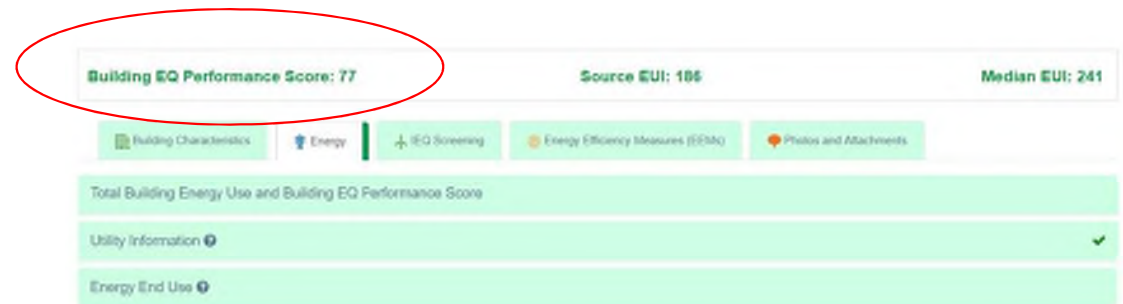 Building EQ Performance Score: 77 Source EUI: 186 Median EUI: 241
Building Characteristics Energy IEQ Screening Energy Efficiency Measures (EEMs) Photos and Attachments
Total Building Energy Use and Building EQ Performance Score
Utility Information
Energy End Use